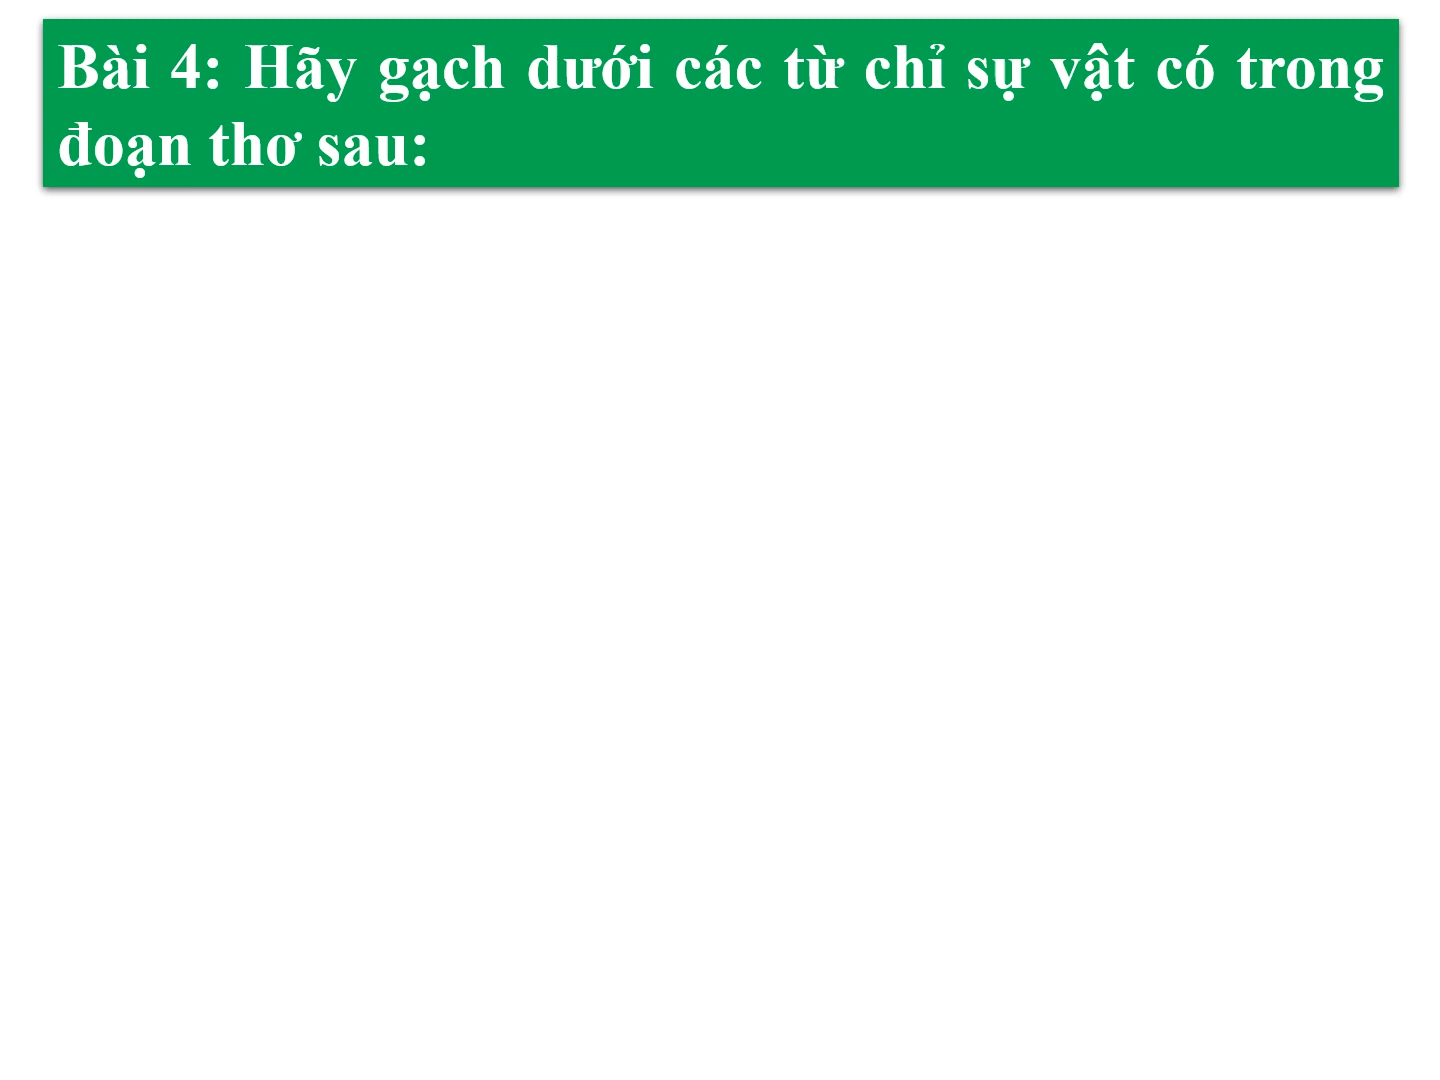 Bài 4: Hãy gạch dưới các từ chỉ sự vật có trong
đoạn thơ sau: